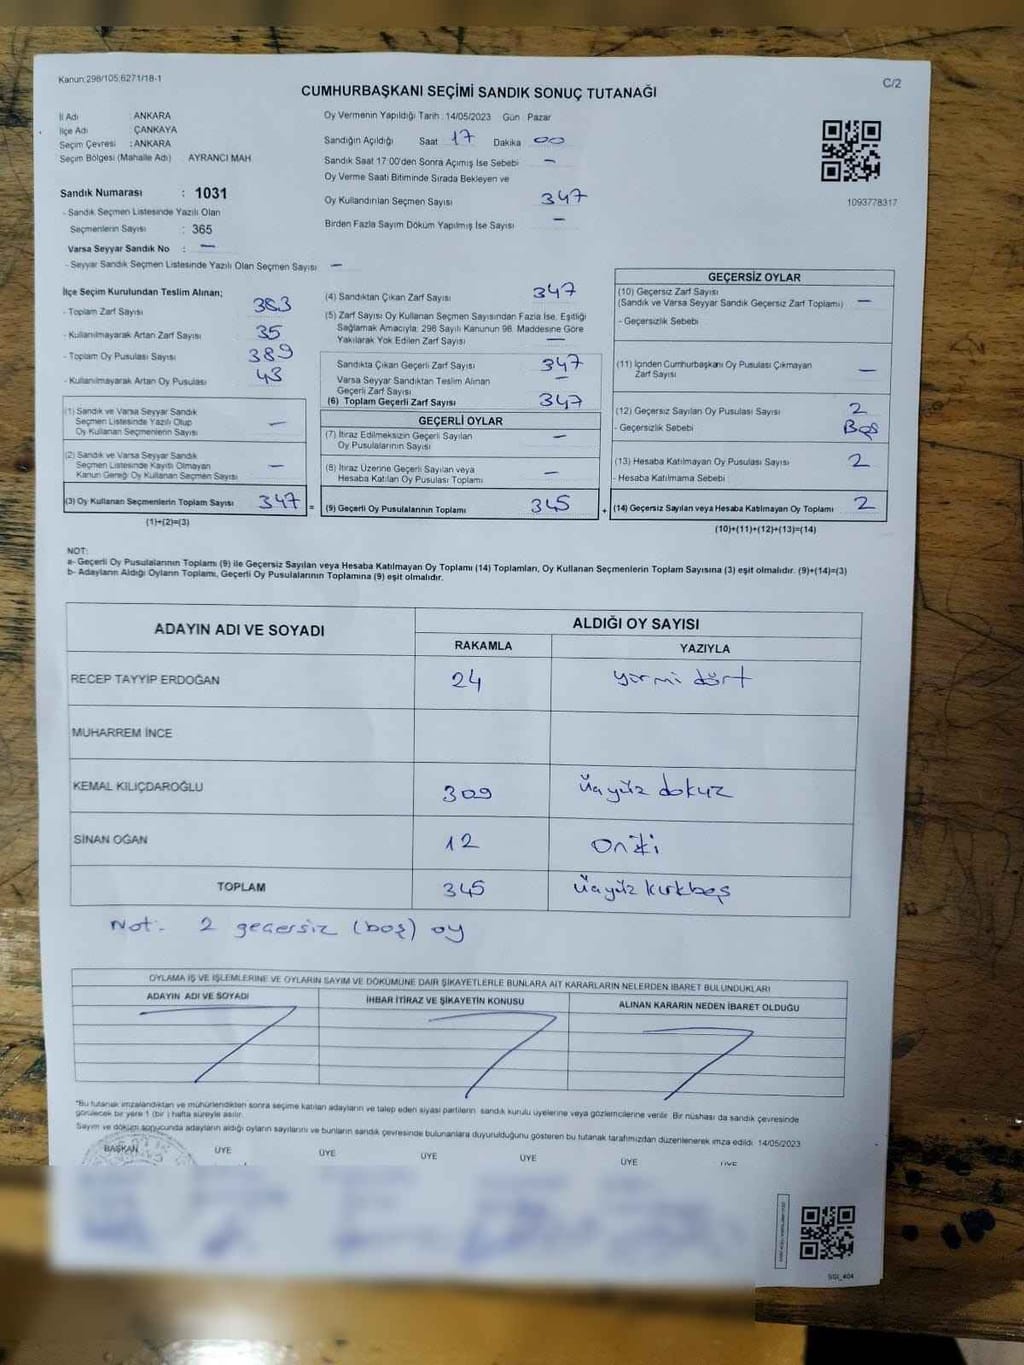 Kanun:298/105;6271/18-1
C/2
CUMHURBAŞKANI SEÇİMİ SANDIK SONUÇ TUTANAĞI
İl Adı : ANKARA
İlçe Adı : ÇANKAYA
Seçim Çevresi : ANKARA
Seçim Bölgesi (Mahalle Adı) AYRANCI MAH
Sandık Numarası : 1031
- Sandık Seçmen Listesinde Yazılı Olan
Seçmenlerin Sayısı : 365
Varsa Seyyar Sandık No : —
- Seyyar Sandık Seçmen Listesinde Yazılı Olan Seçmen Sayısı —
Oy Vermenin Yapıldığı Tarih : 14/05/2023 Gün : Pazar
Sandığın Açıldığı Saat 17 Dakika 00
Sandık Saat 17:00'den Sonra Açımış İse Sebebi —
Oy Verme Saati Bitiminde Sırada Bekleyen ve
Oy Kullandırılan Seçmen Sayısı 347
Birden Fazla Sayım Döküm Yapılmış İse Sayısı —
1093778317
İlçe Seçim Kurulundan Teslim Alınan;
- Toplam Zarf Sayısı 383
- Kullanılmayarak Artan Zarf Sayısı 35
- Toplam Oy Pusulası Sayısı 389
- Kullanılmayarak Artan Oy Pusulası 43
(1) Sandık ve Varsa Seyyar Sandık
Seçmen Listesinde Yazılı Olup
Oy Kullanan Seçmenlerin Sayısı —
(2) Sandık ve Varsa Seyyar Sandık
Seçmen Listesinde Kayıtlı Olmayan
Kanun Gereği Oy Kullanan Seçmen Sayısı —
(3) Oy Kullanan Seçmenlerin Toplam Sayısı 347 =
(1)+(2)=(3)
(4) Sandıktan Çıkan Zarf Sayısı 347
(5) Zarf Sayısı Oy Kullanan Seçmen Sayısından Fazla İse, Eşitliği
Sağlamak Amacıyla, 298 Sayılı Kanunun 98. Maddesine Göre
Yakılarak Yok Edilen Zarf Sayısı —
Sandıkta Çıkan Geçerli Zarf Sayısı 347
Varsa Seyyar Sandıktan Teslim Alınan
Geçerli Zarf Sayısı —
(6) Toplam Geçerli Zarf Sayısı 347
GEÇERLİ OYLAR
(7) İtiraz Edilmeksizin Geçerli Sayılan
Oy Pusulalarının Sayısı —
(8) İtiraz Üzerine Geçerli Sayılan veya
Hesaba Katılan Oy Pusulası Toplamı —
(9) Geçerli Oy Pusulalarının Toplamı 345 +
GEÇERSİZ OYLAR
(10) Geçersiz Zarf Sayısı
(Sandık ve Varsa Seyyar Sandık Geçersiz Zarf Toplamı) —
- Geçersizlik Sebebi
(11) İçinden Cumhurbaşkanı Oy Pusulası Çıkmayan
Zarf Sayısı —
(12) Geçersiz Sayılan Oy Pusulası Sayısı 2
- Geçersizlik Sebebi Boş
(13) Hesaba Katılmayan Oy Pusulası Sayısı 2
- Hesaba Katılmama Sebebi
(14) Geçersiz Sayılan veya Hesaba Katılmayan Oy Toplamı 2
(10)+(11)+(12)+(13)=(14)
NOT:
a- Geçerli Oy Pusulalarının Toplamı (9) ile Geçersiz Sayılan veya Hesaba Katılmayan Oy Toplamı (14) Toplamları, Oy Kullanan Seçmenlerin Toplam Sayısına (3) eşit olmalıdır. (9)+(14)=(3)
b- Adayların Aldığı Oyların Toplamı, Geçerli Oy Pusulalarının Toplamına (9) eşit olmalıdır.
ADAYIN ADI VE SOYADI ALDIĞI OY SAYISI
RAKAMLA YAZIYLA
RECEP TAYYİP ERDOĞAN 24 yirmi dört
MUHARREM İNCE
KEMAL KILIÇDAROĞLU 309 üçyüz dokuz
SİNAN OĞAN 12 oniki
TOPLAM 345 üçyüz kırkbeş
Not: 2 geçersiz (boş) oy
OYLAMA İŞ VE İŞLEMLERİNE VE OYLARIN SAYIM VE DÖKÜMÜNE DAİR ŞİKAYETLERLE BUNLARA AİT KARARLARIN NELERDEN İBARET BULUNDUKLARI
ADAYIN ADI VE SOYADI İHBAR İTİRAZ VE ŞİKAYETİN KONUSU ALINAN KARARIN NEDEN İBARET OLDUĞU
"Bu tutanak imzalandıktan ve mühürlendikten sonra seçime katılan adayların ve talep eden siyasi partilerin sandık kurulu üyelerine veya gözlemcilerine verilir. Bir nüshası da sandık çevresinde
görülecek bir yere 1 (bir ) hafta süreyle asılır.
Sayım ve döküm sonucunda adayların aldığı oyların sayılarını ve bunların sandık çevresinde bulunanlara duyurulduğunu gösteren bu tutanak tarafımızdan düzenlenerek imza edildi. 14/05/2023
BAŞKAN ÜYE ÜYE ÜYE ÜYE ÜYE ÜYE